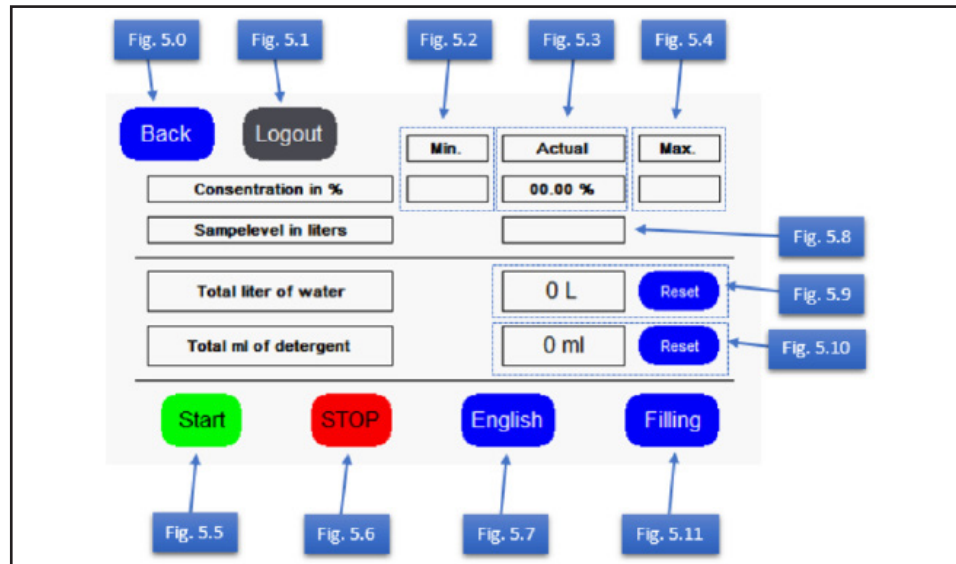 Fig. 5.0 Fig. 5.1 Fig. 5.2 Fig. 5.3 Fig. 5.4
Back Logout
Min. Actual Max.
Consentration in % 00.00 %
Sampelevel in liters
Fig. 5.8
Total liter of water 0 L Reset
Fig. 5.9
Total ml of detergent 0 ml Reset
Fig. 5.10
Start STOP English Filling
Fig. 5.5 Fig. 5.6 Fig. 5.7 Fig. 5.11